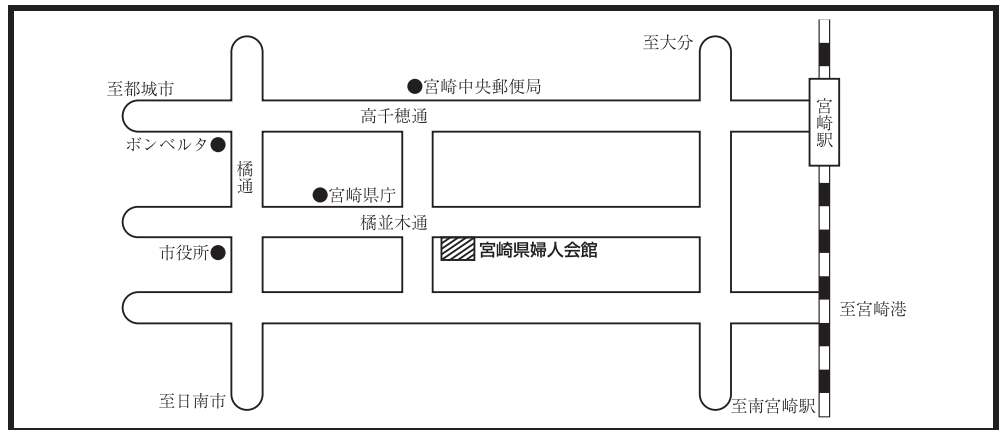 至大分
宮崎中央郵便局
至都城市
高千穂通
宮崎駅
ボンベルタ
橘通
宮崎県庁
橘並木通
市役所
宮崎県婦人会館
至宮崎港
至日南市
至南宮崎駅